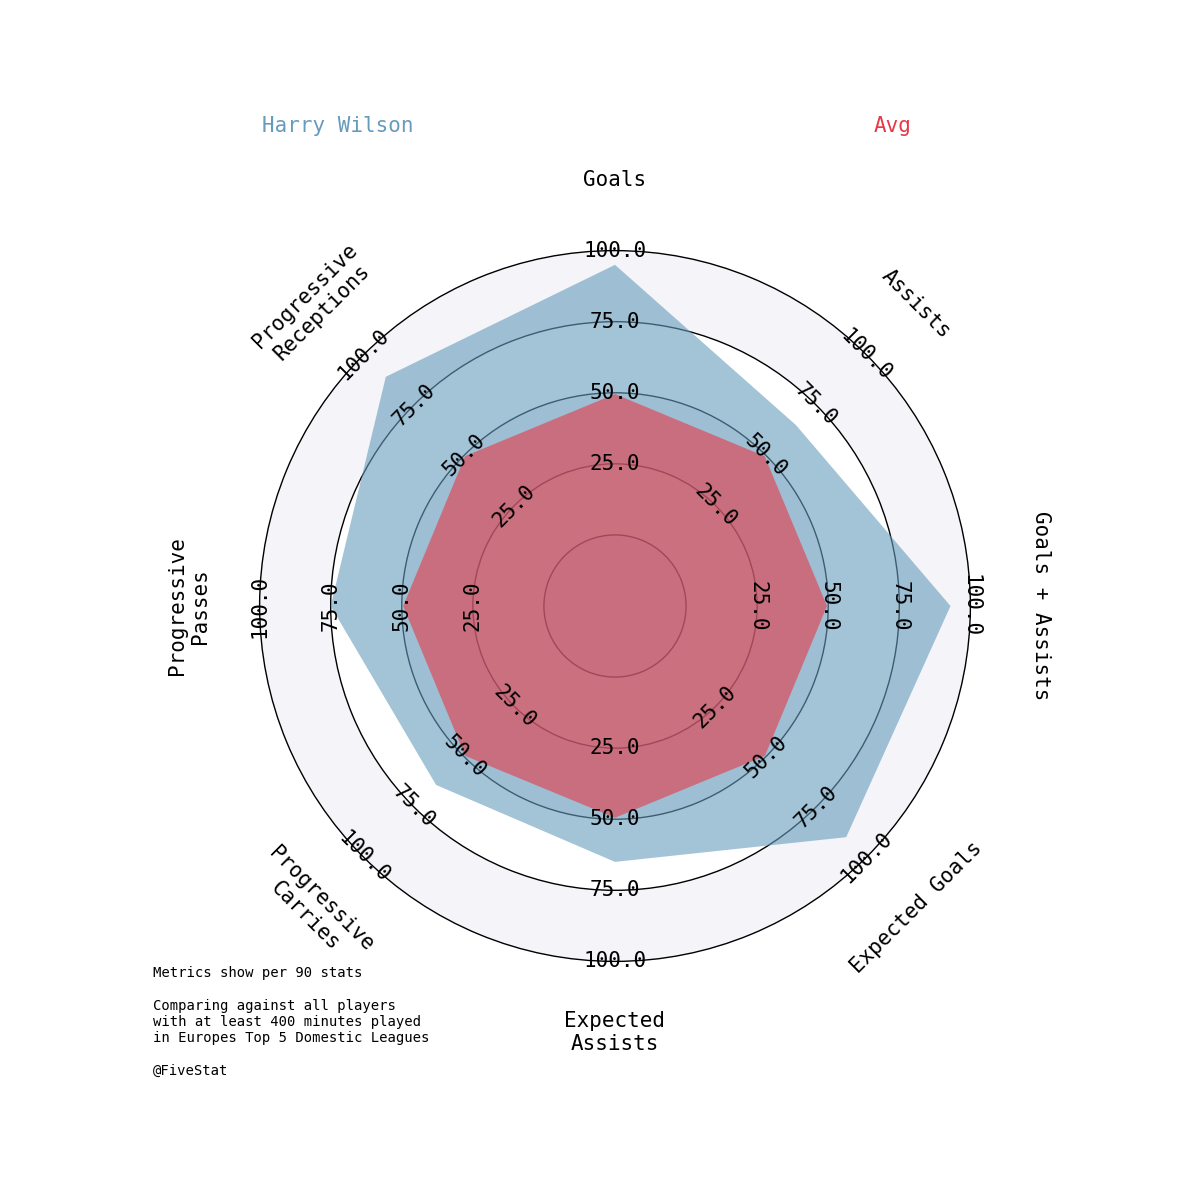 Harry Wilson
Avg
Goals
Assists
Goals + Assists
Expected Goals
Expected
Assists
Progressive
Carries
Progressive
Passes
Progressive
Receptions
25.0
50.0
75.0
100.0
25.0
50.0
75.0
100.0
25.0
50.0
75.0
100.0
25.0
50.0
75.0
100.0
25.0
50.0
75.0
100.0
25.0
50.0
75.0
100.0
25.0
50.0
75.0
100.0
25.0
50.0
75.0
100.0
Metrics show per 90 stats
Comparing against all players
with at least 400 minutes played
in Europes Top 5 Domestic Leagues
@FiveStat